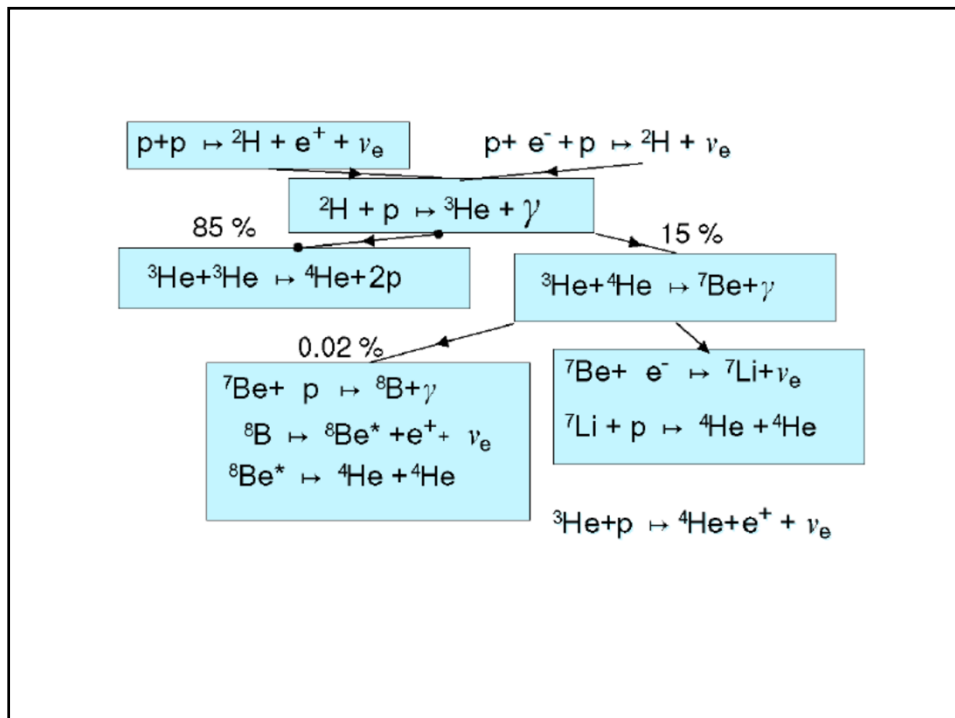 p+p ↦ ²H + e⁺ + νₑ
p+ e⁻ +p ↦ ²H + νₑ
²H + p ↦ ³He + γ
85 %
15 %
³He+³He ↦ ⁴He+2p
³He+⁴He ↦ ⁷Be+γ
0.02 %
⁷Be+ p ↦ ⁸B+γ
⁸B ↦ ⁸Be* +e⁺+ νₑ
⁸Be* ↦ ⁴He +⁴He
⁷Be+ e⁻ ↦ ⁷Li+νₑ
⁷Li + p ↦ ⁴He +⁴He
³He+p ↦ ⁴He+e⁺ + νₑ